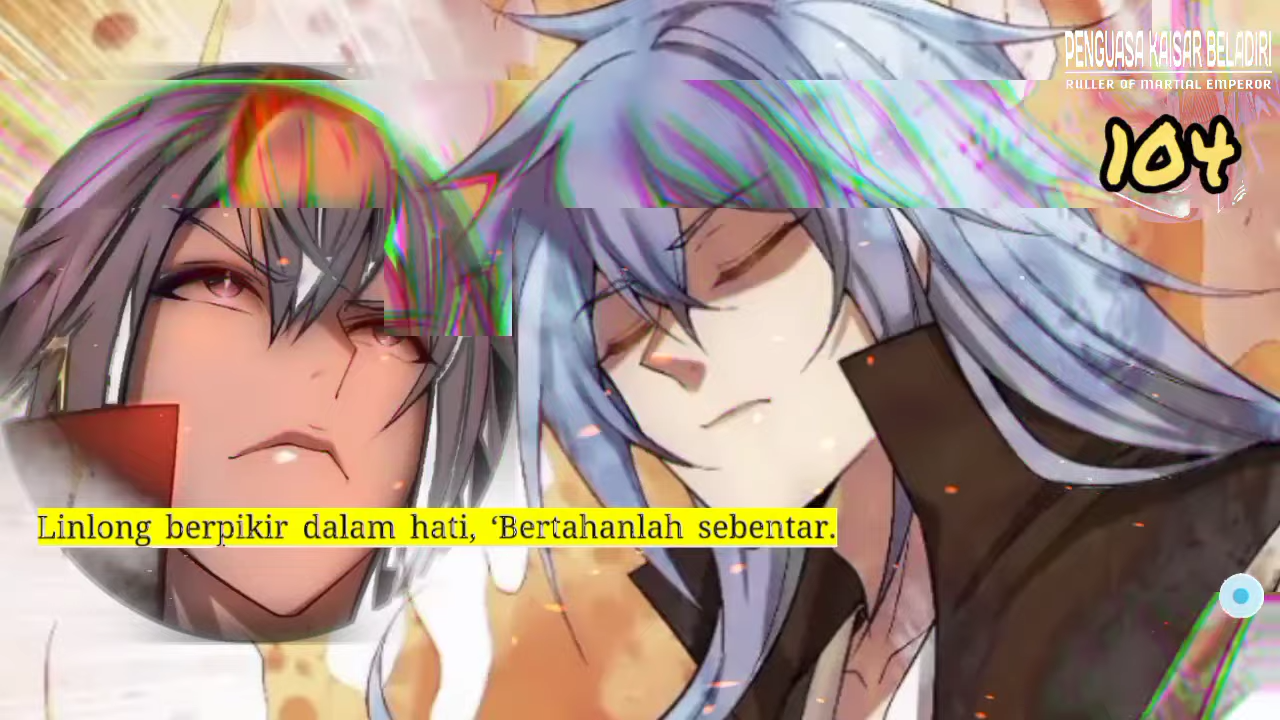 PENGUASA KAISAR BELADIRI
RULLER OF MARTIAL EMPEROR
104
Linlong berpikir dalam hati, ‘Bertahanlah sebentar.